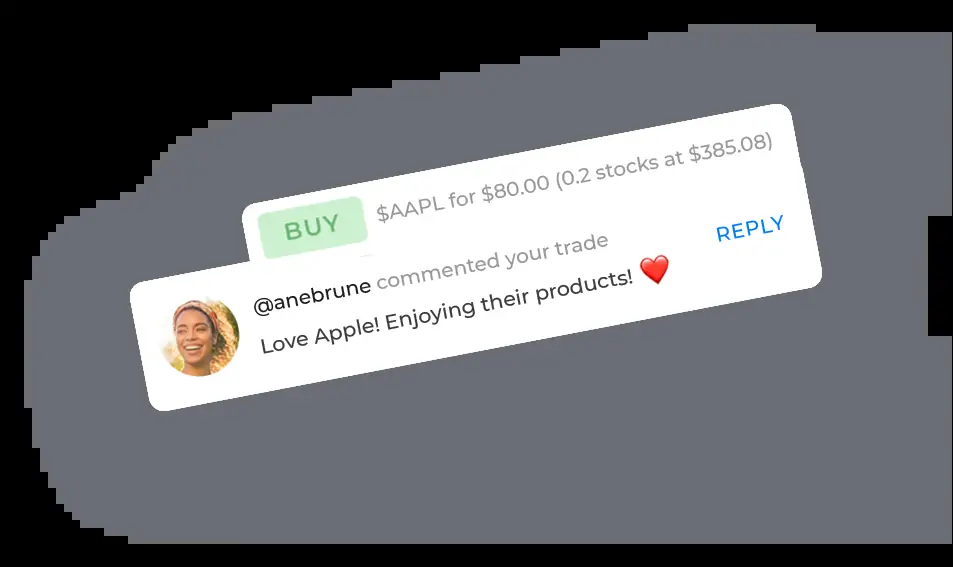 BUY $AAPL for $80.00 (0.2 stocks at $385.08)
@anebrune commented your trade
Love Apple! Enjoying their products! ❤️
REPLY